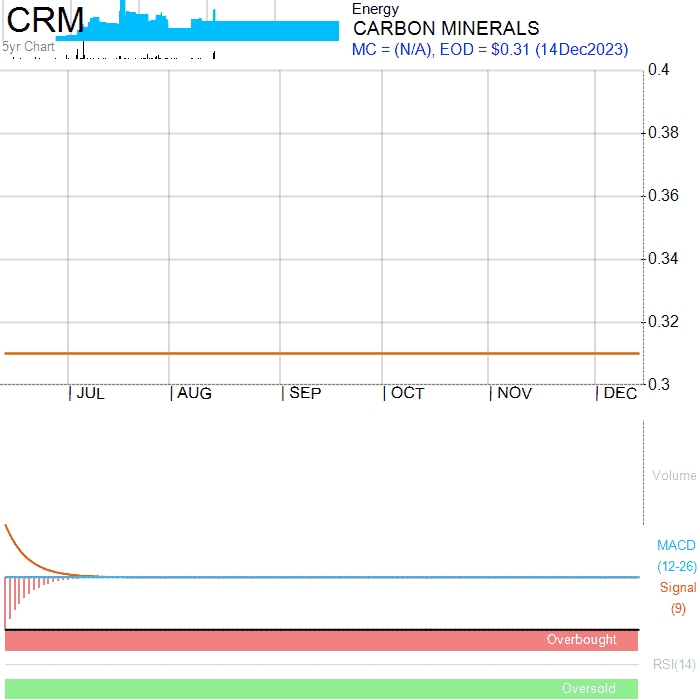 CRM
5yr Chart
Energy
CARBON MINERALS
MC = (N/A), EOD = $0.31 (14Dec2023)
0.4
0.38
0.36
0.34
0.32
0.3
JUL AUG SEP OCT NOV DEC
Volume
MACD
(12-26)
Signal
(9)
Overbought
RSI(14)
Oversold